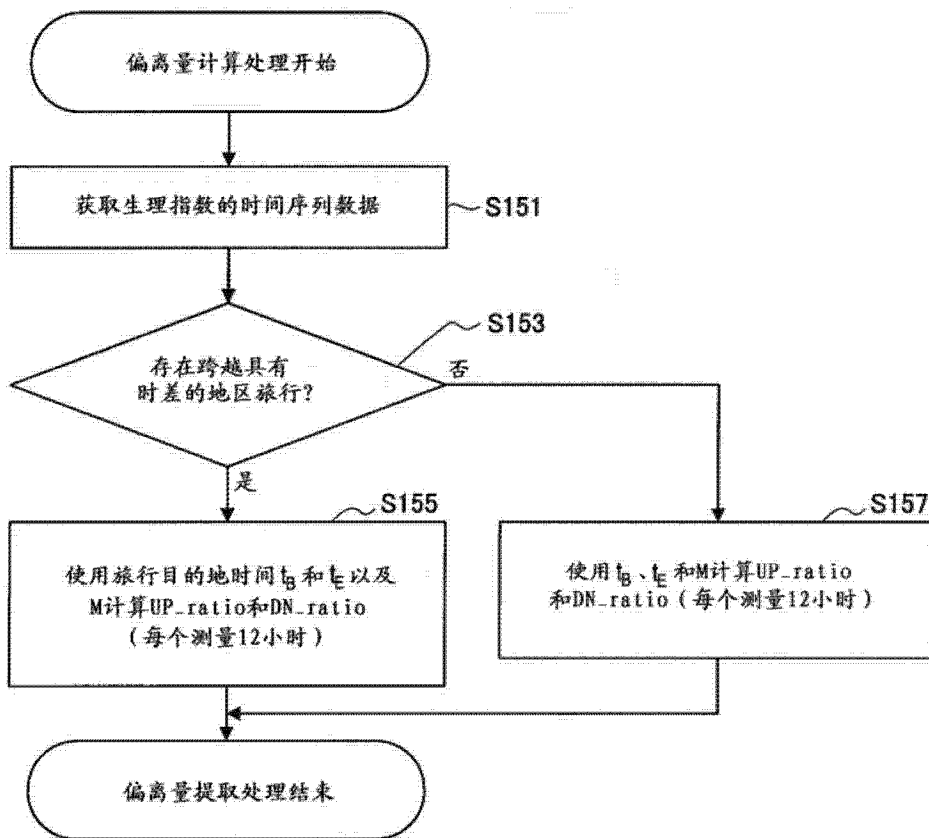 偏离量计算处理开始
获取生理指数的时间序列数据
S151
S153
存在跨越具有
时差的地区旅行?
否
是
S155
使用旅行目的地时间tB和tE以及
M计算UP_ratio和DN_ratio
(每个测量12小时)
S157
使用tB、tE和M计算UP_ratio
和DN_ratio(每个测量12小时)
偏离量提取处理结束